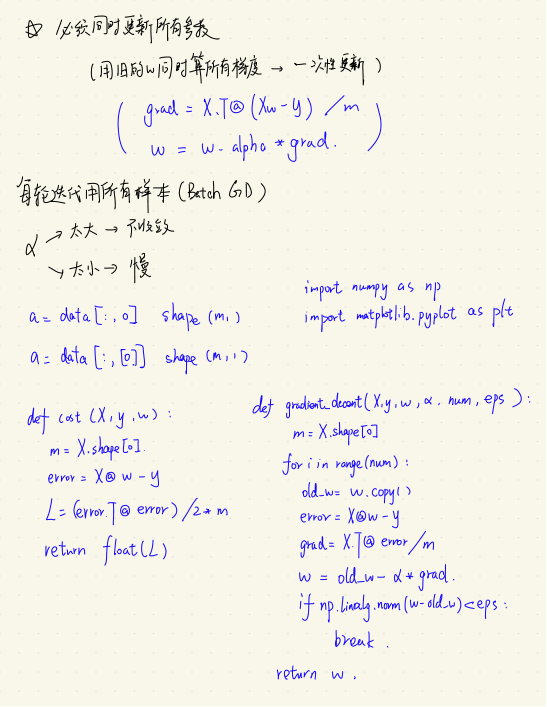 ☆ 必须同时更新所有参数
(用旧的w同时算所有梯度 → 一次性更新)
( grad = X.T@(Xw-y) /m
w = w - alpha * grad. )
每轮迭代用所有样本(Batch GD)
α → 太大 → 不收敛
↘ 太小 → 慢
import numpy as np
import matplotlib.pyplot as plt
a = data[:,0] shape (m,)
a = data[:,[0]] shape (m,1)
def cost (X,y,w):
m = X.shape[0].
error = X@w - y
L = (error.T@error)/2*m
return float(L)
def gradient_decent(X,y,w,α.num,eps):
m = X.shape[0]
for i in range(num):
old_w = w.copy()
error = X@w - y
grad = X.T@error/m
w = old_w - α * grad.
if np.linalg.norm(w-old_w)<eps:
break.
return w.